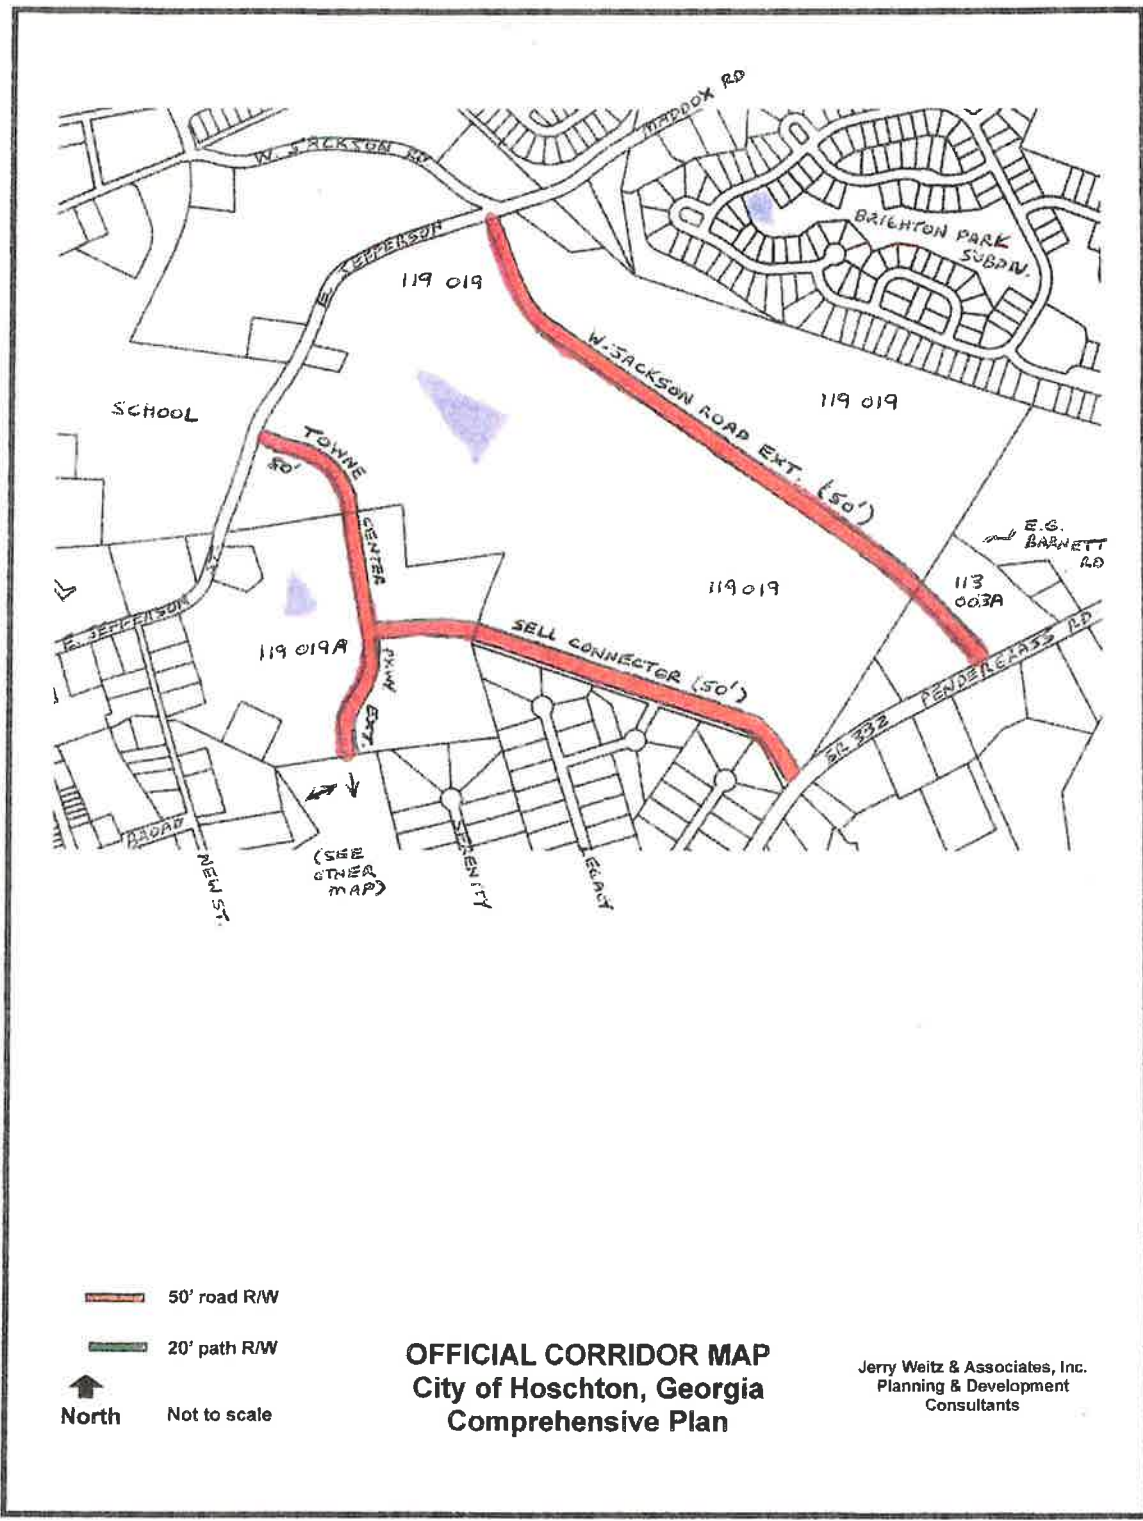 MADDOX RD
W. JACKSON RD
BRIGHTON PARK
SUBDN.
E. JEFFERSON
119 019
W. JACKSON ROAD EXT. (50')
119 019
SCHOOL
TOWNE
80'
CENTER
E.G.
BARNETT
RD
113
003A
119 019
E. JEFFERSON
119 019A
SELL CONNECTER (50')
PKWY
EXT.
SR 332 PENDERGRASS RD
BROAD
NEW ST.
(SEE
OTHER
MAP)
SERENITY
LEGACY
50' road R/W
20' path R/W
North
Not to scale
OFFICIAL CORRIDOR MAP
City of Hoschton, Georgia
Comprehensive Plan
Jerry Weitz & Associates, Inc.
Planning & Development
Consultants